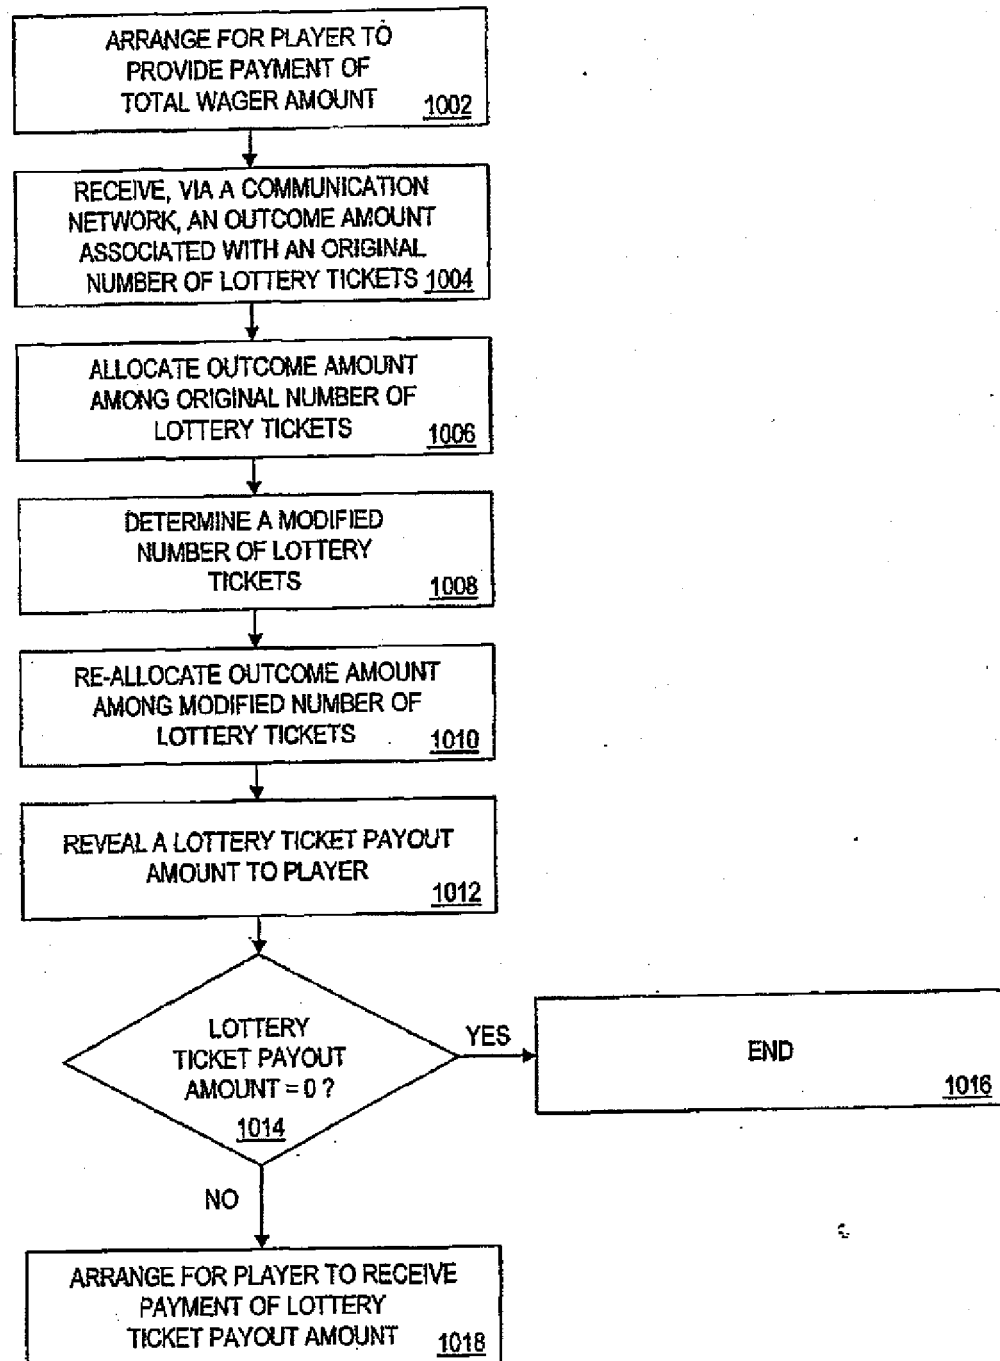 ARRANGE FOR PLAYER TO
PROVIDE PAYMENT OF
TOTAL WAGER AMOUNT 1002
RECEIVE, VIA A COMMUNICATION
NETWORK, AN OUTCOME AMOUNT
ASSOCIATED WITH AN ORIGINAL
NUMBER OF LOTTERY TICKETS 1004
ALLOCATE OUTCOME AMOUNT
AMONG ORIGINAL NUMBER OF
LOTTERY TICKETS 1006
DETERMINE A MODIFIED
NUMBER OF LOTTERY
TICKETS 1008
RE-ALLOCATE OUTCOME AMOUNT
AMONG MODIFIED NUMBER OF
LOTTERY TICKETS 1010
REVEAL A LOTTERY TICKET PAYOUT
AMOUNT TO PLAYER
1012
LOTTERY
TICKET PAYOUT
AMOUNT = 0 ?
1014
YES
END
1016
NO
ARRANGE FOR PLAYER TO RECEIVE
PAYMENT OF LOTTERY
TICKET PAYOUT AMOUNT 1018